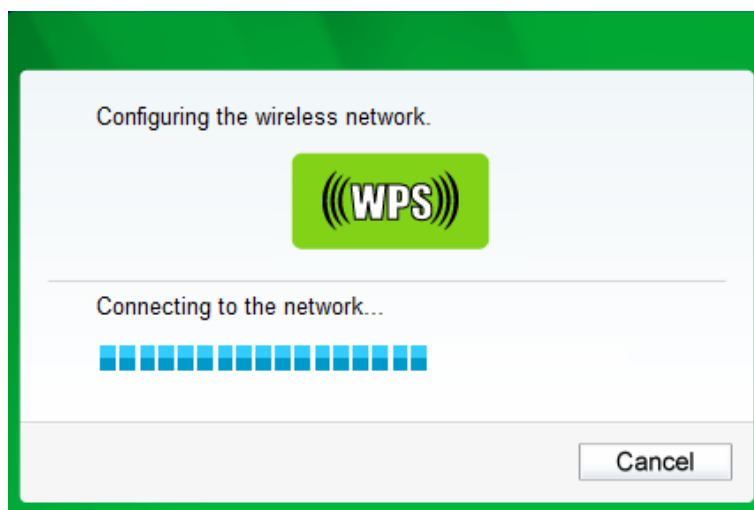 Configuring the wireless network.
(((WPS)))
Connecting to the network...
Cancel